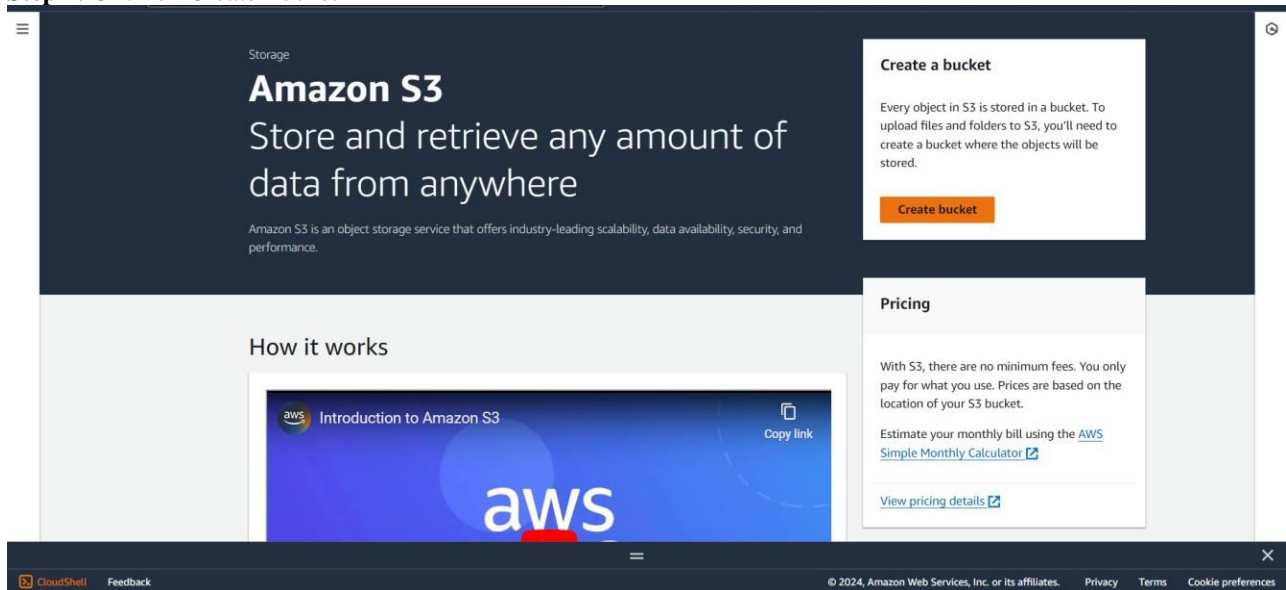 Storage
Amazon S3
Store and retrieve any amount of
data from anywhere
Amazon S3 is an object storage service that offers industry-leading scalability, data availability, security, and
performance.
Create a bucket
Every object in S3 is stored in a bucket. To
upload files and folders to S3, you'll need to
create a bucket where the objects will be
stored.
Create bucket
Pricing
With S3, there are no minimum fees. You only
pay for what you use. Prices are based on the
location of your S3 bucket.
Estimate your monthly bill using the AWS
Simple Monthly Calculator
View pricing details
How it works
aws Introduction to Amazon S3
Copy link
aws
CloudShell Feedback © 2024, Amazon Web Services, Inc. or its affiliates. Privacy Terms Cookie preferences